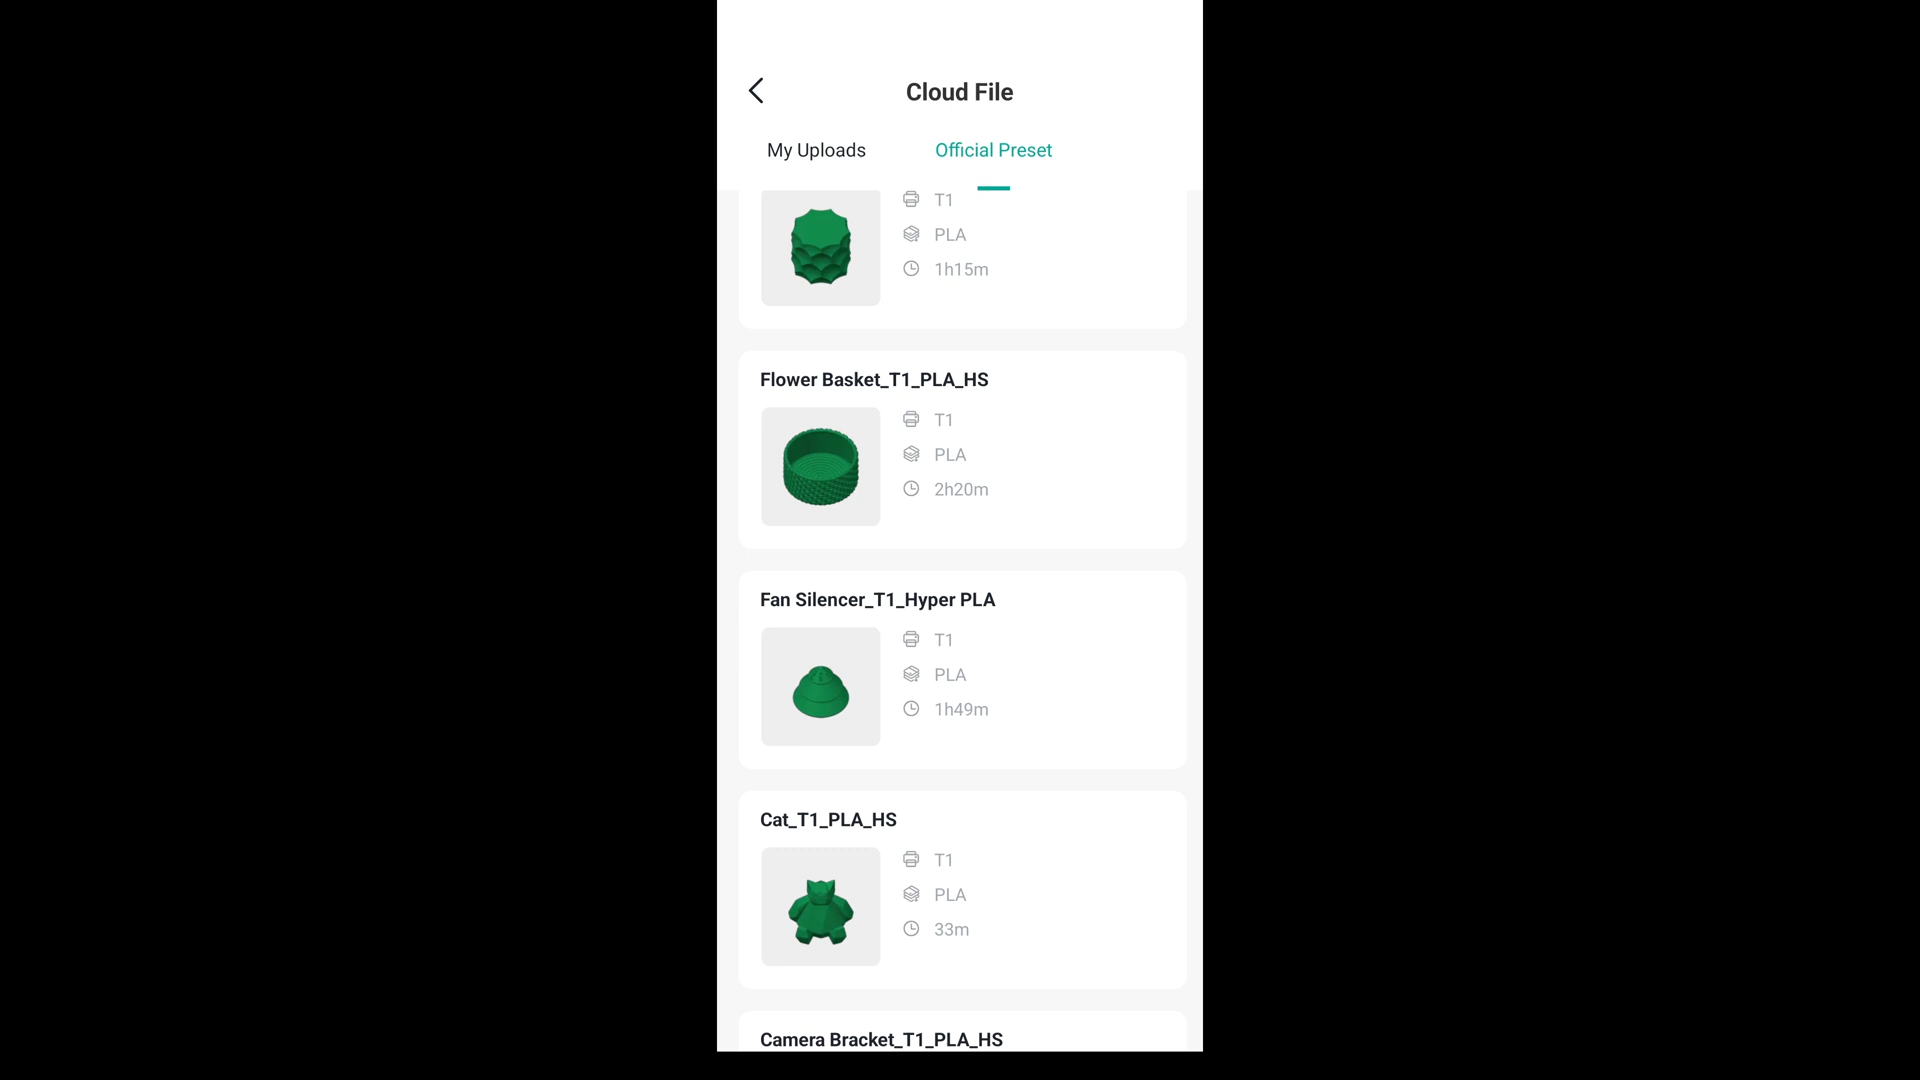 Cloud File
My Uploads
Official Preset
T1
PLA
1h15m
Flower Basket_T1_PLA_HS
T1
PLA
2h20m
Fan Silencer_T1_Hyper PLA
T1
PLA
1h49m
Cat_T1_PLA_HS
T1
PLA
33m
Camera Bracket_T1_PLA_HS